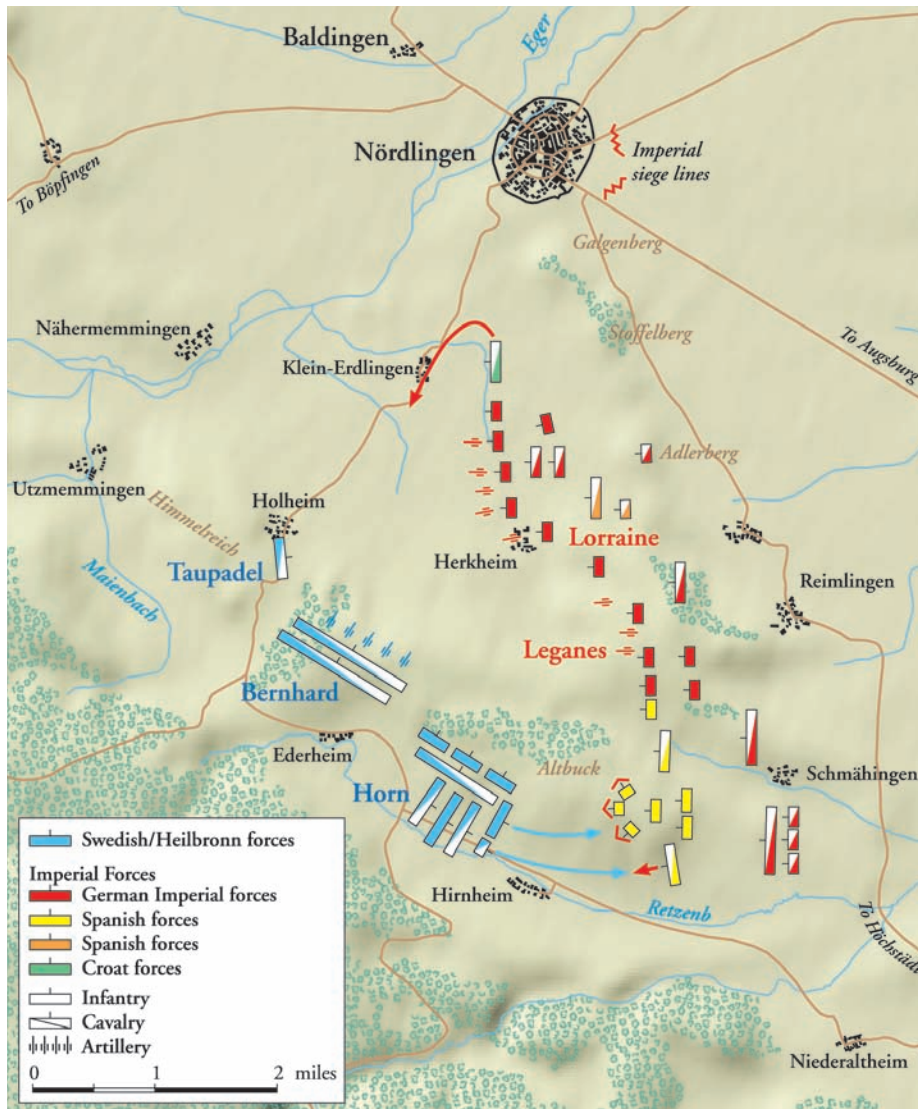 Baldingen
Eger
Nördlingen
Imperial
siege lines
To Böpfingen
Galgenberg
Nähermemmingen
Stoffelberg
To Augsburg
Klein-Erdlingen
Adlerberg
Utzmemmingen
Himmelreich
Holheim
Lorraine
Herkheim
Taupadel
Reimlingen
Maienbach
Leganes
Bernhard
Ederheim
Altbuck
Schmähingen
Horn
Hirnheim
Retzenb
To Höchstädt
Niederaltheim
Swedish/Heilbronn forces
Imperial Forces
German Imperial forces
Spanish forces
Spanish forces
Croat forces
Infantry
Cavalry
Artillery
0 1 2 miles